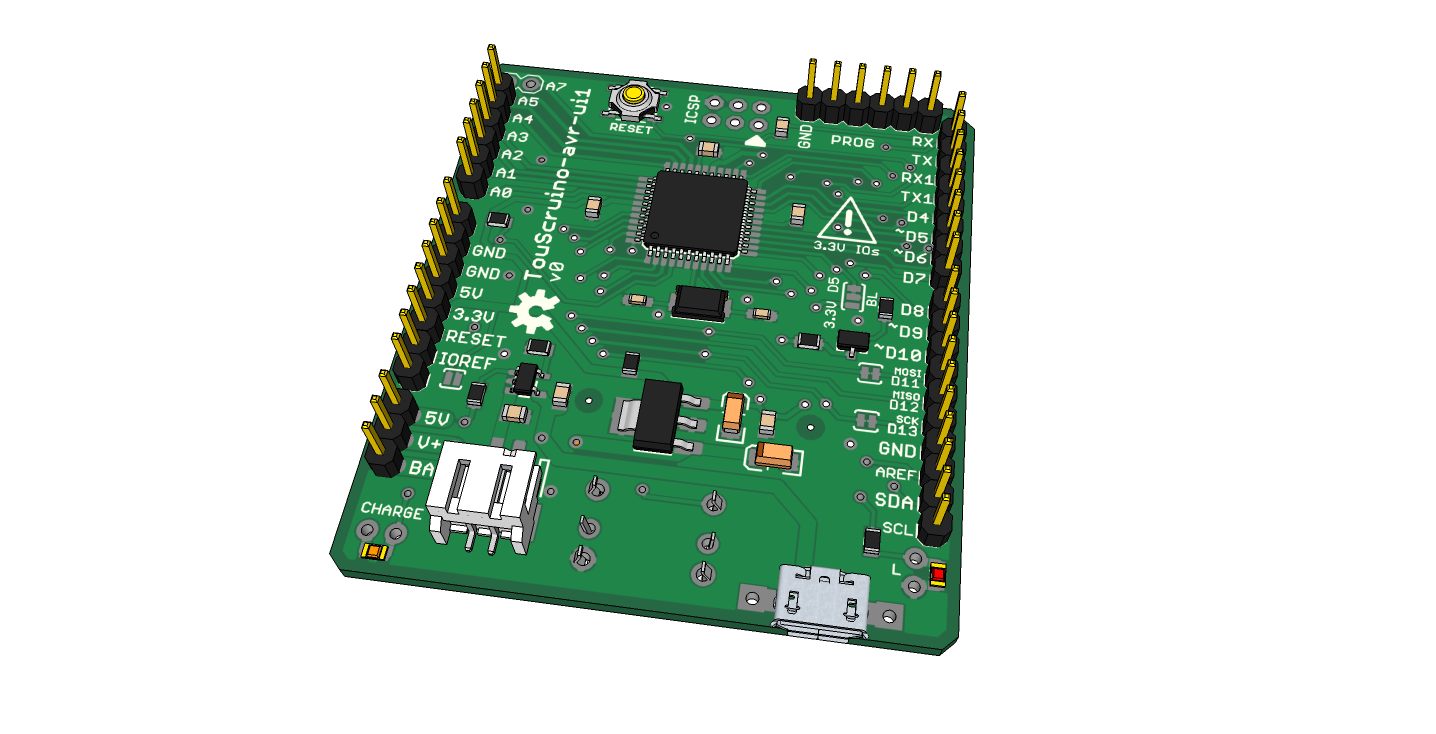 A7
A5
A4
A3
A2
A1
A0
GND
GND
5V
3.3V
RESET
IOREF
5V
V+
BA
CHARGE
RESET
TouScruino-avr-ui1
v0
ICSP
GND
PROG
RX
TX
RX1
TX1
D4
~D5
~D6
D7
D8
~D9
~D10
MOSI
D11
MISO
D12
SCK
D13
GND
AREF
SDA
SCL
L
3.3V IOs
D5
BL
3.3V